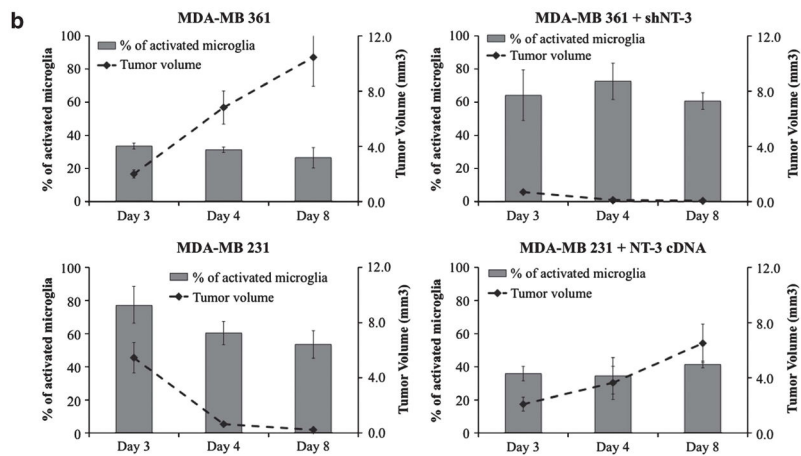 b
MDA-MB 361
% of activated microglia
Tumor volume
100
80
60
40
20
0
12.0
8.0
4.0
0.0
% of activated microglia
Tumor Volume (mm3)
Day 3 Day 4 Day 8
MDA-MB 361 + shNT-3
% of activated microglia
Tumor volume
100
80
60
40
20
0
12.0
8.0
4.0
0.0
% of activated microglia
Tumor Volume (mm3)
Day 3 Day 4 Day 8
MDA-MB 231
% of activated microglia
Tumor volume
100
80
60
40
20
0
12.0
8.0
4.0
0.0
% of activated microglia
Tumor Volume (mm3)
Day 3 Day 4 Day 8
MDA-MB 231 + NT-3 cDNA
% of activated microglia
Tumor volume
100
80
60
40
20
0
12.0
8.0
4.0
0.0
% of activated microglia
Tumor Volume (mm3)
Day 3 Day 4 Day 8